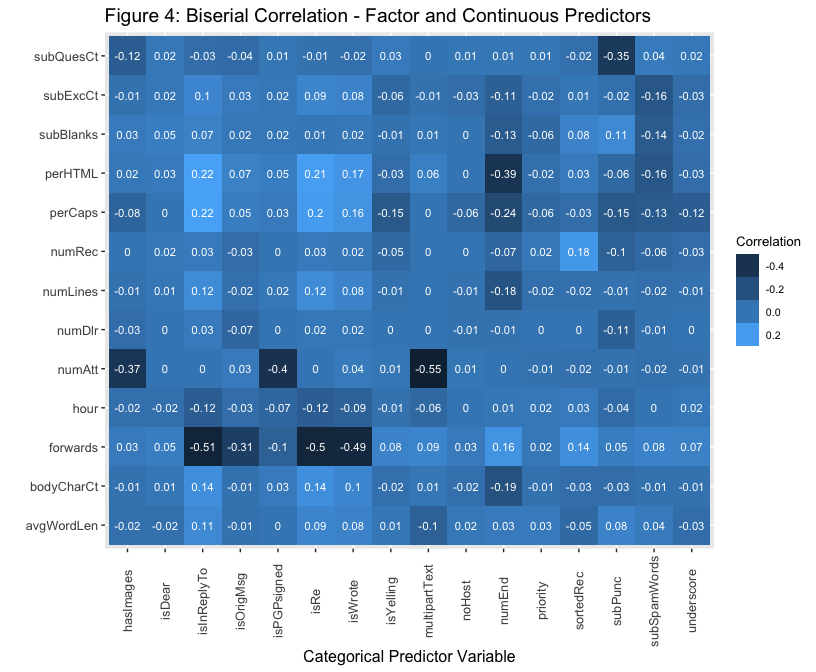 Figure 4: Biserial Correlation - Factor and Continuous Predictors
subQuesCt -0.12 0.02 -0.03 -0.04 0.01 -0.01 -0.02 0.03 0 0.01 0.01 0.01 -0.02 -0.35 0.04 0.02
subExcCt -0.01 0.02 0.1 0.03 0.02 0.09 0.08 -0.06 -0.01 -0.03 -0.11 -0.02 0.01 -0.02 -0.16 -0.03
subBlanks 0.03 0.05 0.07 0.02 0.02 0.01 0.02 -0.01 0.01 0 -0.13 -0.06 0.08 0.11 -0.14 -0.02
perHTML 0.02 0.03 0.22 0.07 0.05 0.21 0.17 -0.03 0.06 0 -0.39 -0.02 0.03 -0.06 -0.16 -0.03
perCaps -0.08 0 0.22 0.05 0.03 0.2 0.16 -0.15 0 -0.06 -0.24 -0.06 -0.03 -0.15 -0.13 -0.12
numRec 0 0.02 0.03 -0.03 0 0.03 0.02 -0.05 0 0 -0.07 0.02 0.18 -0.1 -0.06 -0.03
numLines -0.01 0.01 0.12 -0.02 0.02 0.12 0.08 -0.01 0 -0.01 -0.18 -0.02 -0.02 -0.01 -0.02 -0.01
numDlr -0.03 0 0.03 -0.07 0 0.02 0.02 0 0 -0.01 -0.01 0 0 -0.11 -0.01 0
numAtt -0.37 0 0 0.03 -0.4 0 0.04 0.01 -0.55 0.01 0 -0.01 -0.02 -0.01 -0.02 -0.01
hour -0.02 -0.02 -0.12 -0.03 -0.07 -0.12 -0.09 -0.01 -0.06 0 0.01 0.02 0.03 -0.04 0 0.02
forwards 0.03 0.05 -0.51 -0.31 -0.1 -0.5 -0.49 0.08 0.09 0.03 0.16 0.02 0.14 0.05 0.08 0.07
bodyCharCt -0.01 0.01 0.14 -0.01 0.03 0.14 0.1 -0.02 0.01 -0.02 -0.19 -0.01 -0.03 -0.03 -0.01 -0.01
avgWordLen -0.02 -0.02 0.11 -0.01 0 0.09 0.08 0.01 -0.1 0.02 0.03 0.03 -0.05 0.08 0.04 -0.03
hasImages isDear isInReplyTo isOrigMsg isPGPsigned isRe isWrote isYelling multipartText noHost numEnd priority sortedRec subPunc subSpamWords underscore
Categorical Predictor Variable
Correlation
-0.4
-0.2
0.0
0.2